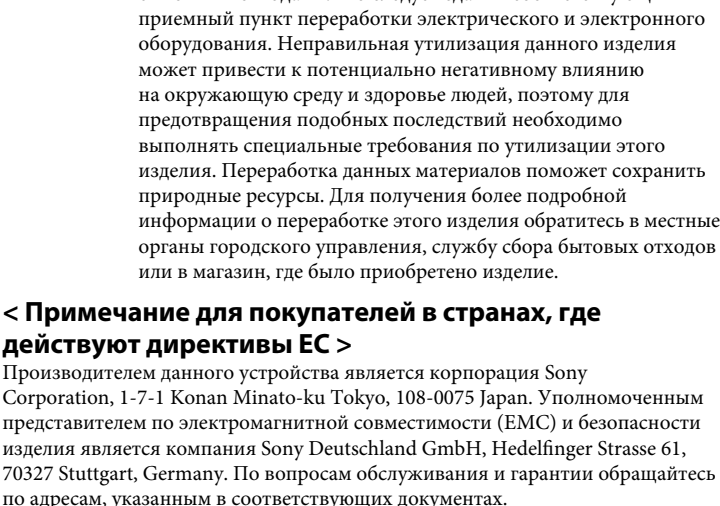 приемный пункт переработки электрического и электронного
оборудования. Неправильная утилизация данного изделия
может привести к потенциально негативному влиянию
на окружающую среду и здоровье людей, поэтому для
предотвращения подобных последствий необходимо
выполнять специальные требования по утилизации этого
изделия. Переработка данных материалов поможет сохранить
природные ресурсы. Для получения более подробной
информации о переработке этого изделия обратитесь в местные
органы городского управления, службу сбора бытовых отходов
или в магазин, где было приобретено изделие.
< Примечание для покупателей в странах, где
действуют директивы ЕС >
Производителем данного устройства является корпорация Sony
Corporation, 1-7-1 Konan Minato-ku Tokyo, 108-0075 Japan. Уполномоченным
представителем по электромагнитной совместимости (EMC) и безопасности
изделия является компания Sony Deutschland GmbH, Hedelfinger Strasse 61,
70327 Stuttgart, Germany. По вопросам обслуживания и гарантии обращайтесь
по адресам, указанным в соответствующих документах.